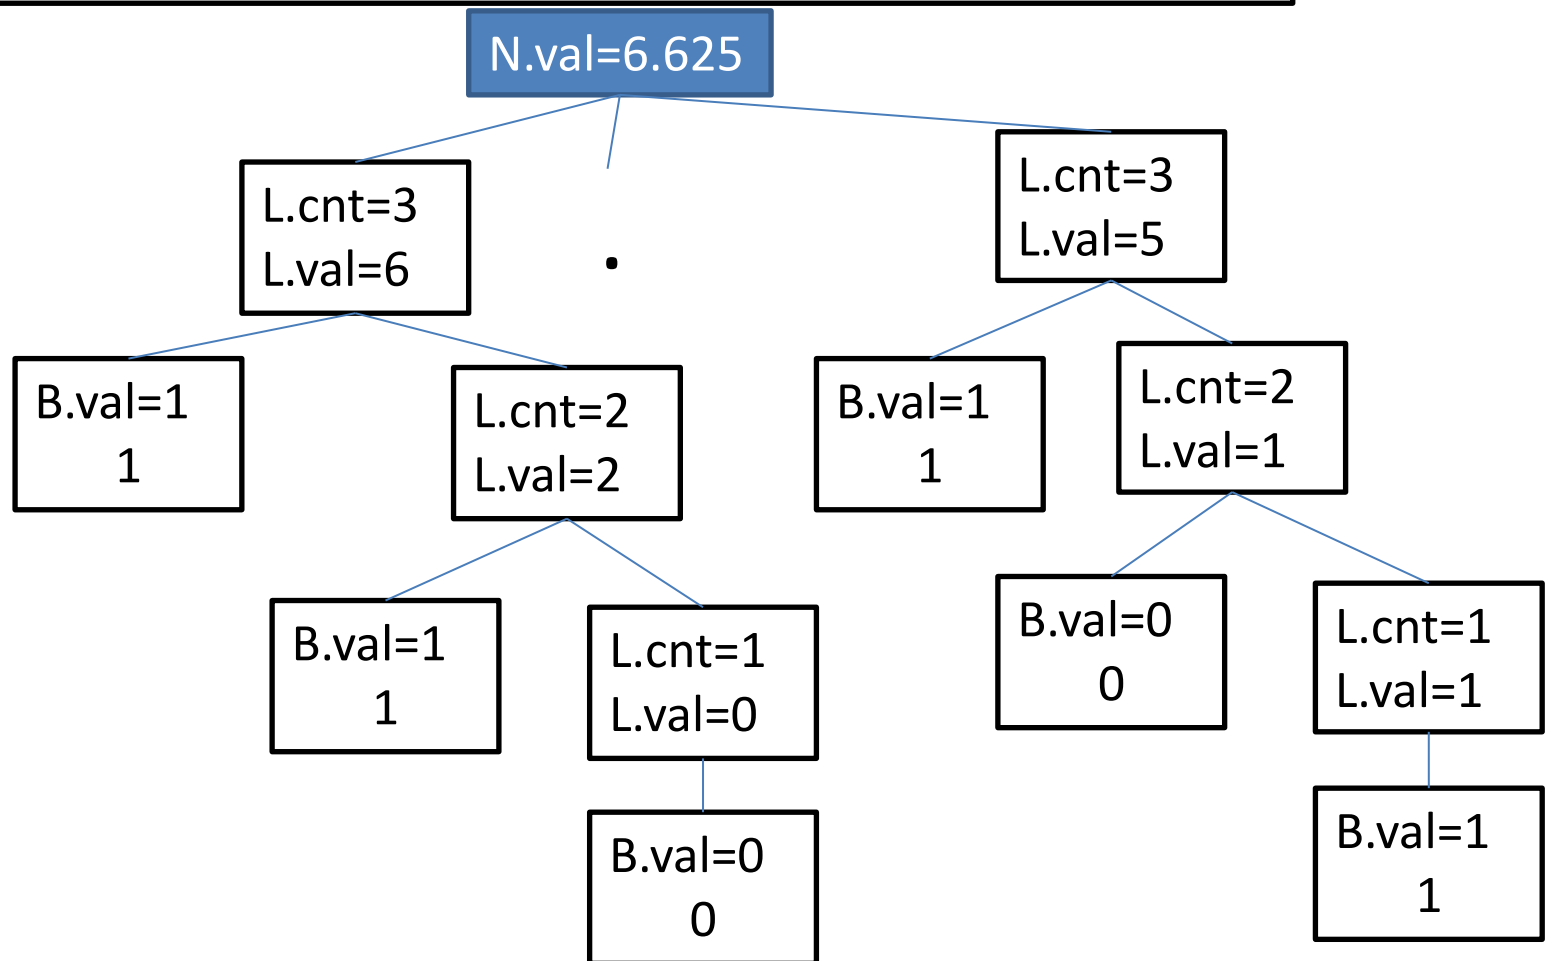 N.val=6.625
L.cnt=3
L.val=6
.
L.cnt=3
L.val=5
B.val=1
1
L.cnt=2
L.val=2
B.val=1
1
L.cnt=2
L.val=1
B.val=1
1
L.cnt=1
L.val=0
B.val=0
0
L.cnt=1
L.val=1
B.val=0
0
B.val=1
1